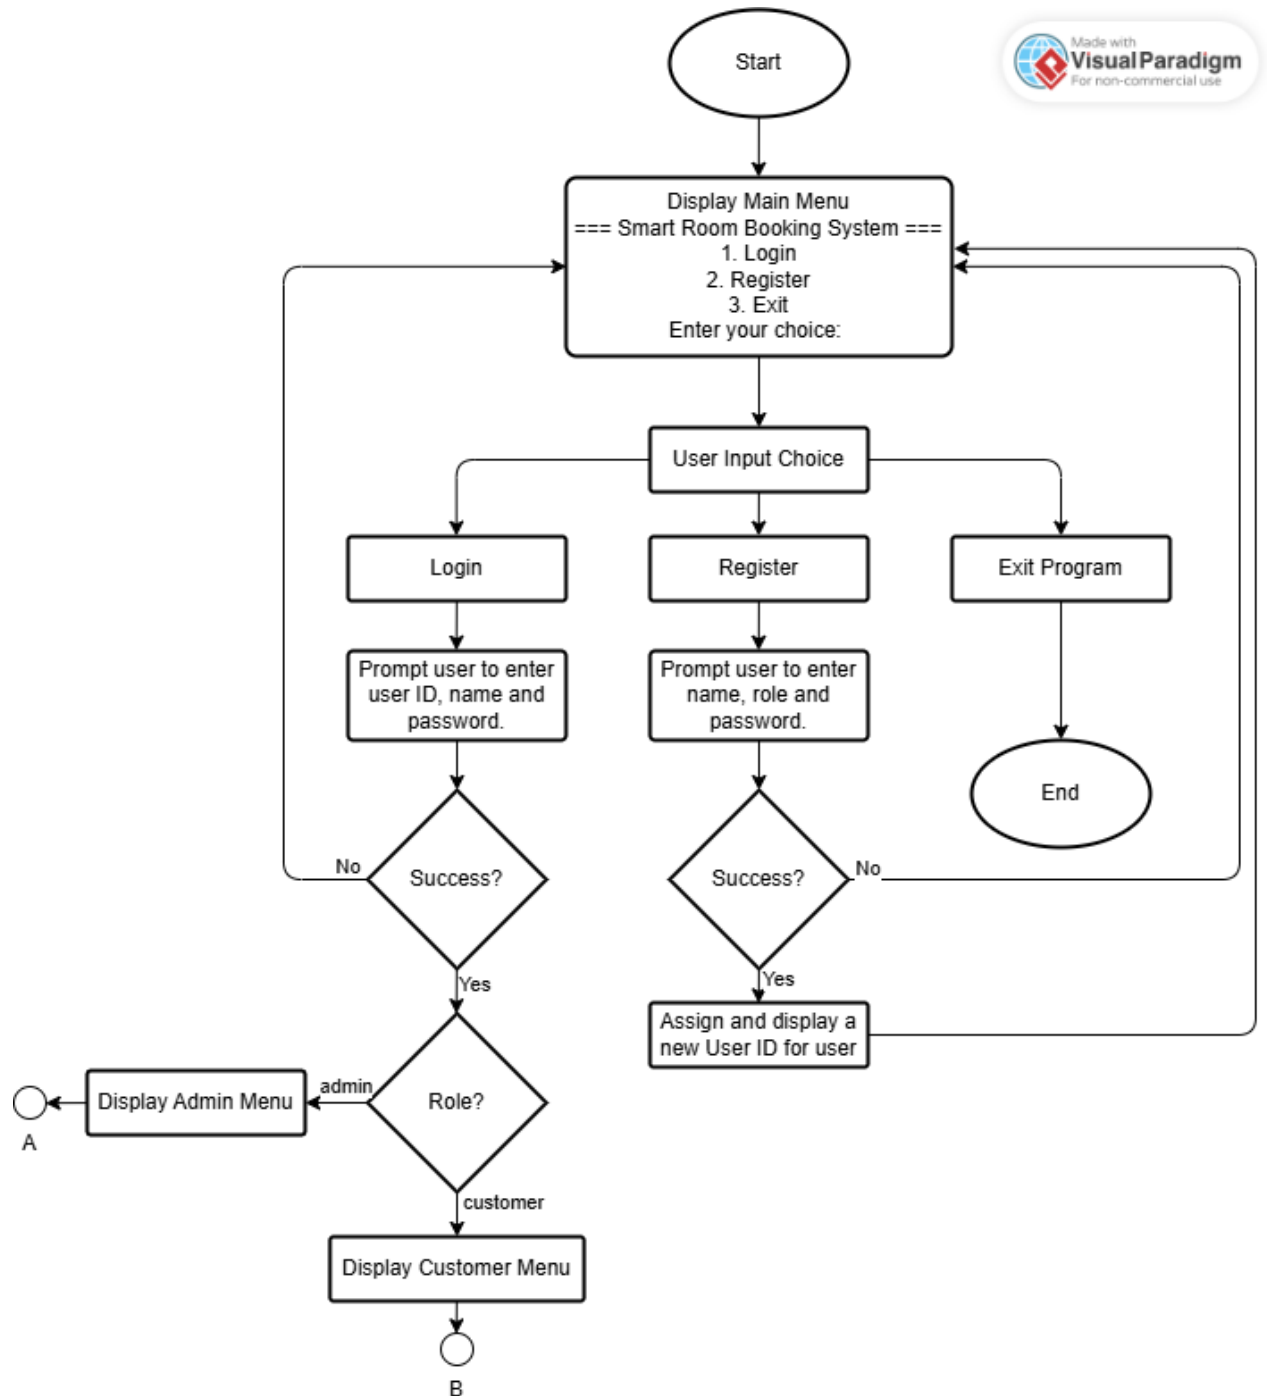 Start
Made with
Visual Paradigm
For non-commercial use
Display Main Menu
=== Smart Room Booking System ===
1. Login
2. Register
3. Exit
Enter your choice:
User Input Choice
Login
Register
Exit Program
Prompt user to enter
user ID, name and
password.
Prompt user to enter
name, role and
password.
End
No
Success?
Success?
No
Yes
Yes
Assign and display a
new User ID for user
admin
Display Admin Menu
Role?
A
customer
Display Customer Menu
B